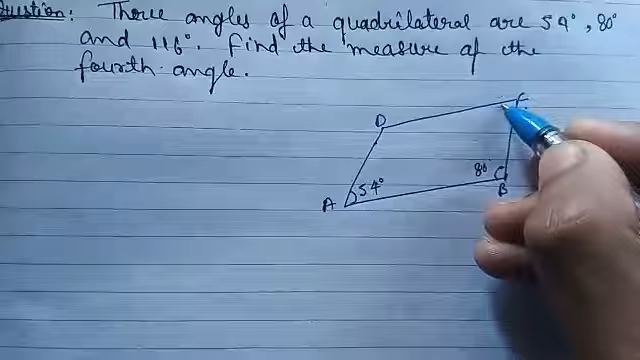 Question: Three angles of a quadrilateral are 54°, 80°
and 116°. Find the measure of the
fourth angle.
D
C
A 54°
80°
B